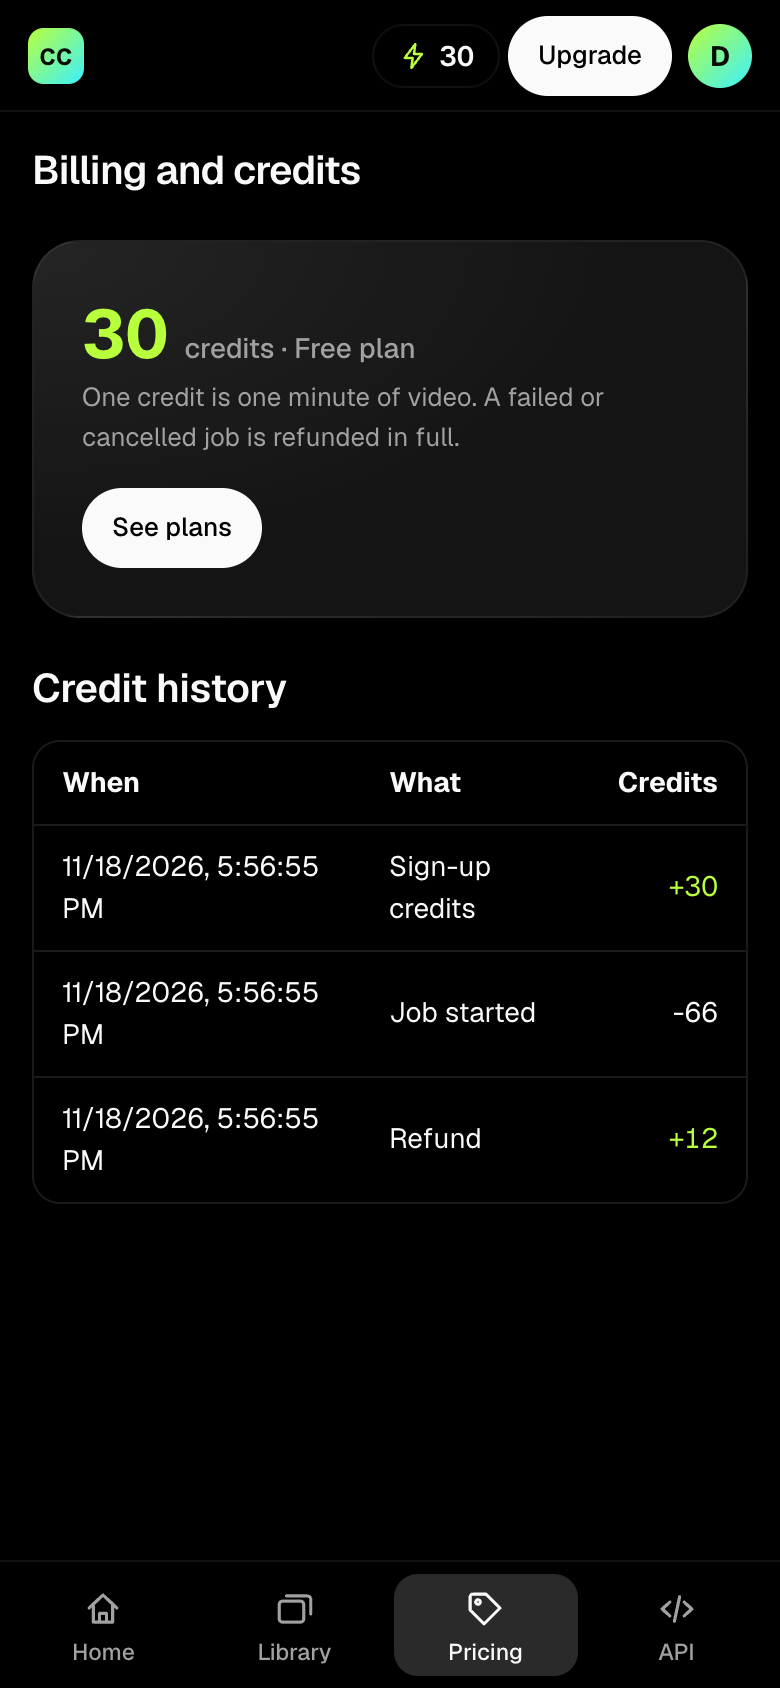 CC
30
Upgrade
D
Billing and credits
30 credits · Free plan
One credit is one minute of video. A failed or
cancelled job is refunded in full.
See plans
Credit history
When What Credits
11/18/2026, 5:56:55 PM Sign-up credits +30
11/18/2026, 5:56:55 PM Job started -66
11/18/2026, 5:56:55 PM Refund +12
Home
Library
Pricing
API